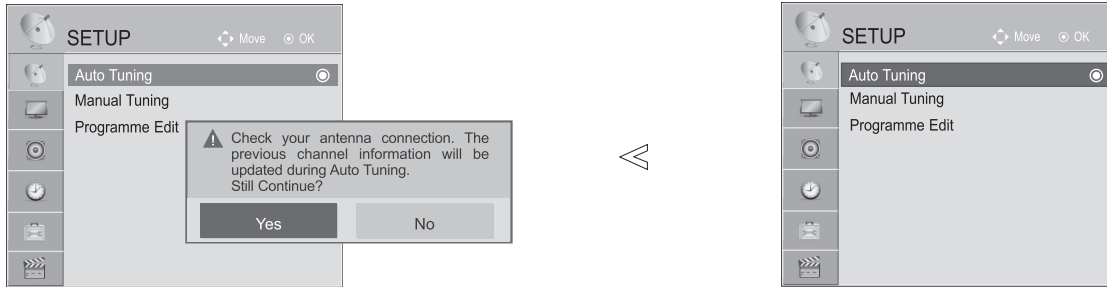 SETUP
Move OK
Auto Tuning
Manual Tuning
Programme Edit
Check your antenna connection. The
previous channel information will be
updated during Auto Tuning.
Still Continue?
Yes No
SETUP
Move OK
Auto Tuning
Manual Tuning
Programme Edit